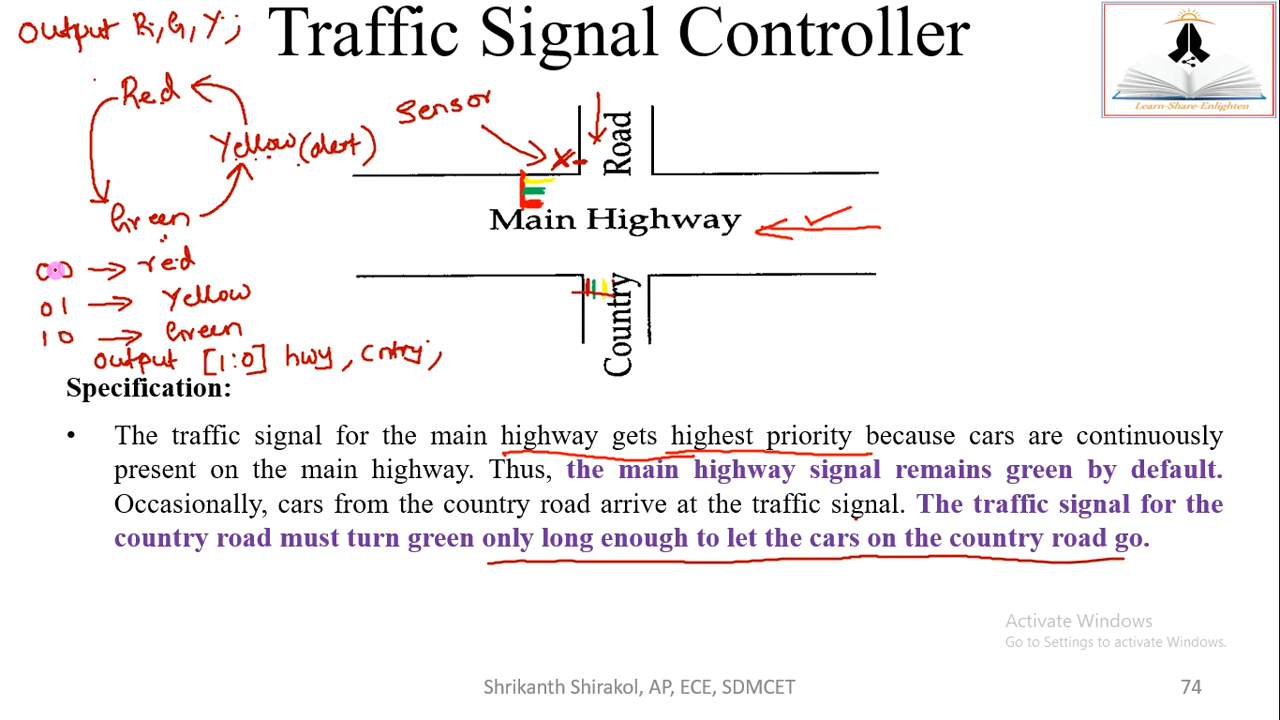 output R, G, Y;
Traffic Signal Controller
Learn-Share-Enlighten
Red
Sensor
Yellow (alert)
Road
Green
Main Highway
00 → red
01 → Yellow
10 → Green
Country
output [1:0] hwy, cntry;
Specification:
• The traffic signal for the main highway gets highest priority because cars are continuously
present on the main highway. Thus, the main highway signal remains green by default.
Occasionally, cars from the country road arrive at the traffic signal. The traffic signal for the
country road must turn green only long enough to let the cars on the country road go.
Activate Windows
Go to Settings to activate Windows.
Shrikanth Shirakol, AP, ECE, SDMCET
74